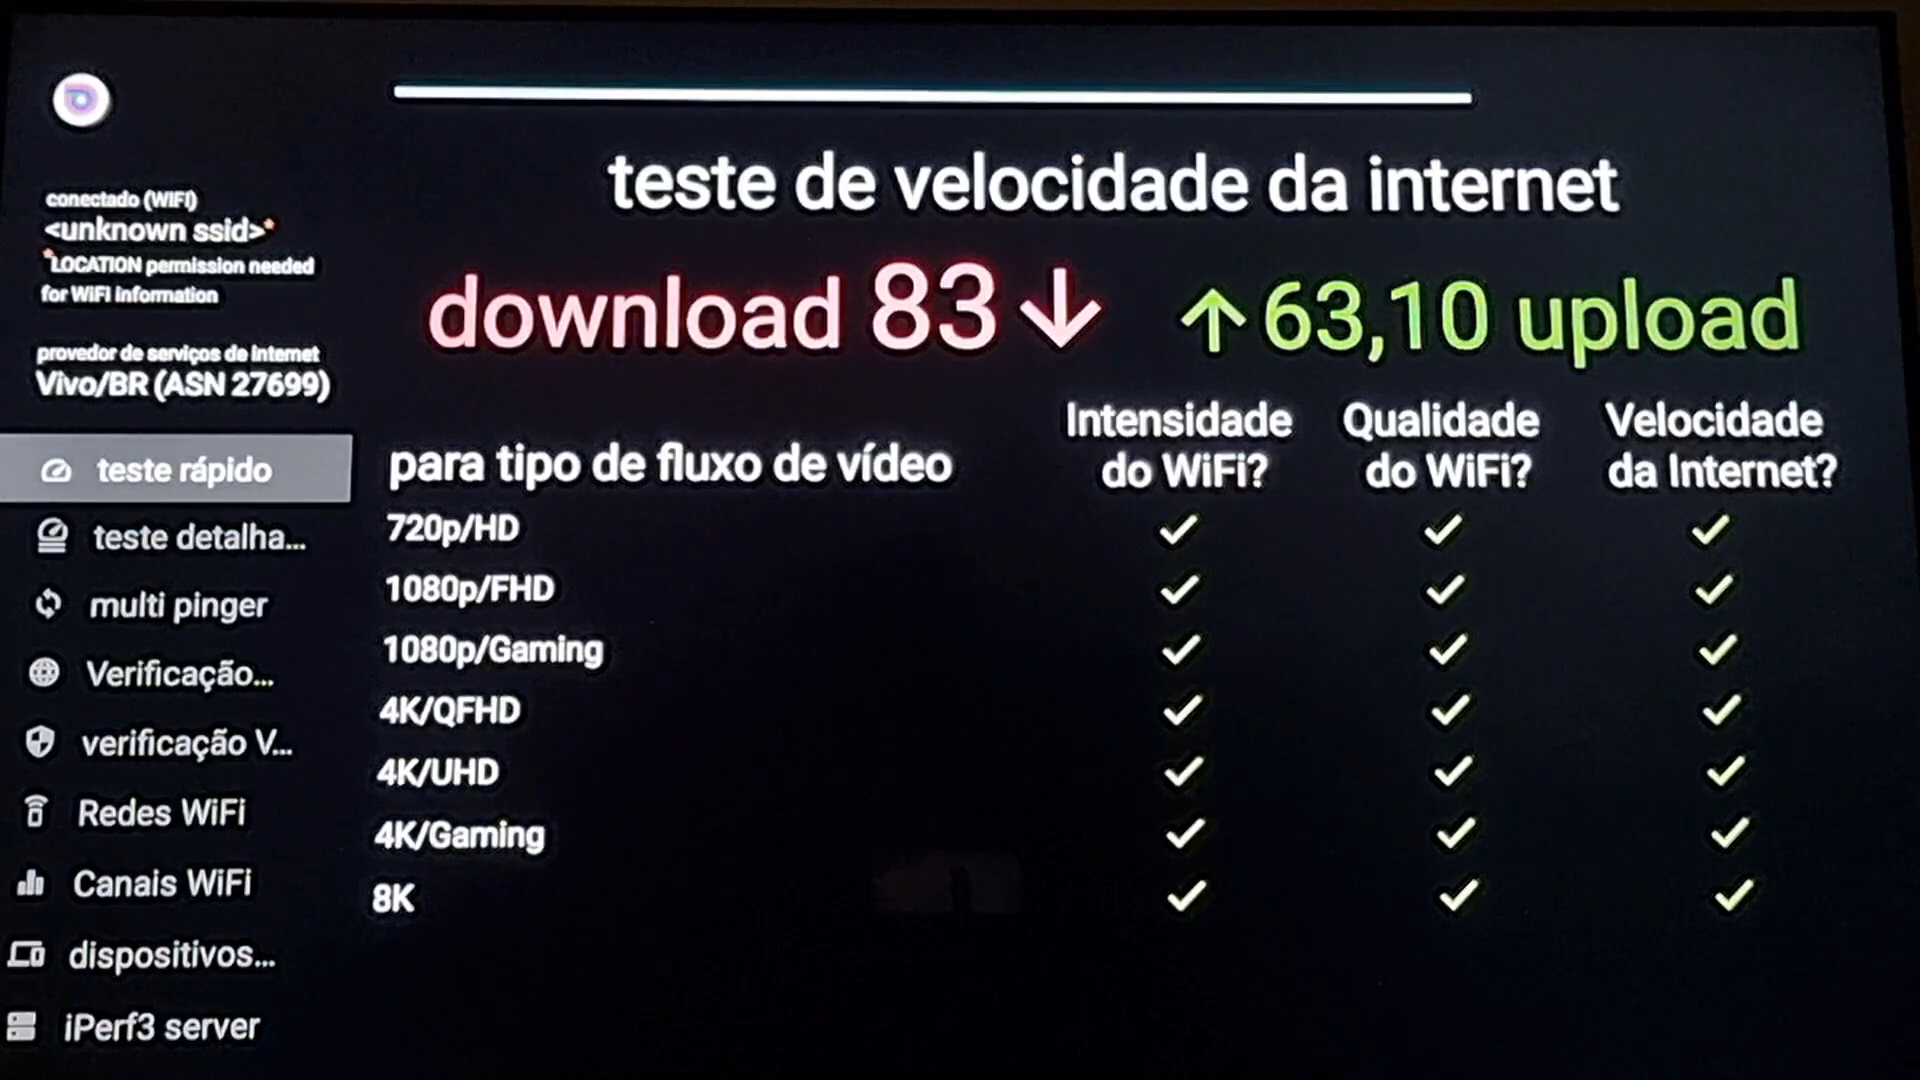 conectado (WIFI)
<unknown ssid>*
*LOCATION permission needed
for WiFi information
provedor de serviços de Internet
Vivo/BR (ASN 27699)
teste rápido
teste detalha...
multi pinger
Verificação...
verificação V...
Redes WiFi
Canais WiFi
dispositivos...
iPerf3 server
teste de velocidade da internet
download 83 ↓ ↑ 63,10 upload
para tipo de fluxo de vídeo
Intensidade
do WiFi?
Qualidade
do WiFi?
Velocidade
da Internet?
720p/HD ✓ ✓ ✓
1080p/FHD ✓ ✓ ✓
1080p/Gaming ✓ ✓ ✓
4K/QFHD ✓ ✓ ✓
4K/UHD ✓ ✓ ✓
4K/Gaming ✓ ✓ ✓
8K ✓ ✓ ✓